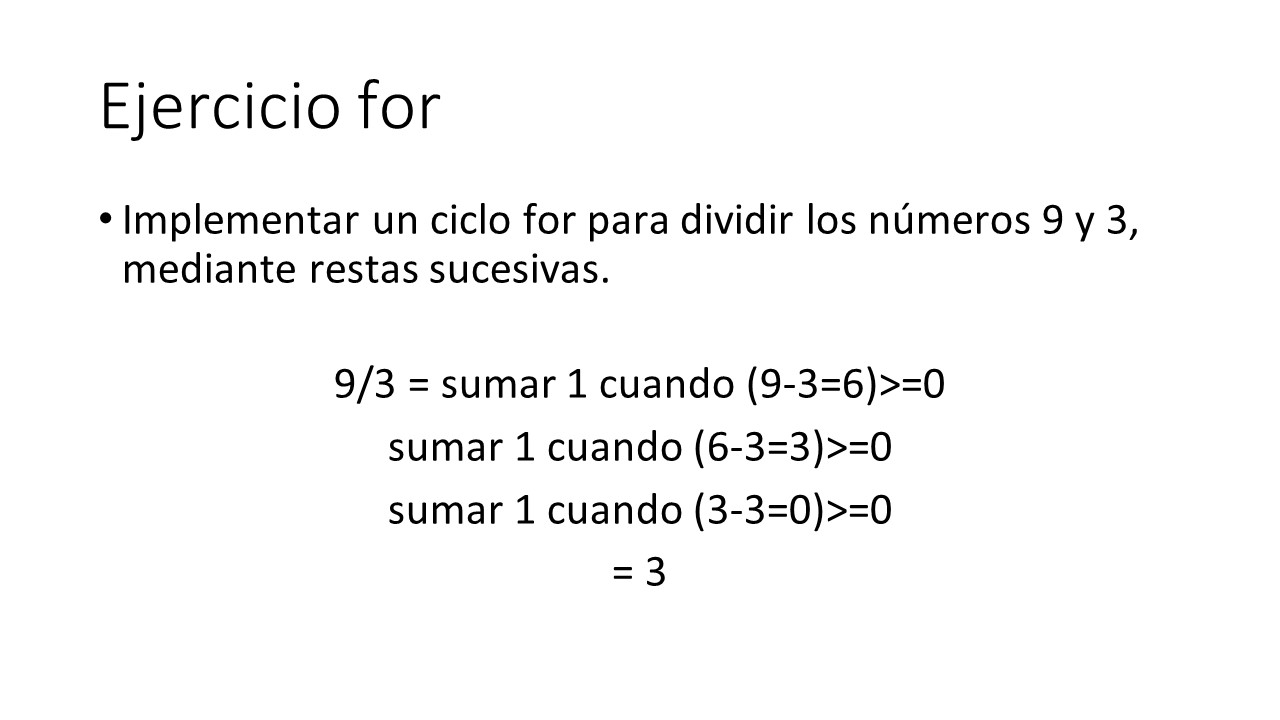 Ejercicio for
• Implementar un ciclo for para dividir los números 9 y 3,
mediante restas sucesivas.
9/3 = sumar 1 cuando (9-3=6)>=0
sumar 1 cuando (6-3=3)>=0
sumar 1 cuando (3-3=0)>=0
= 3